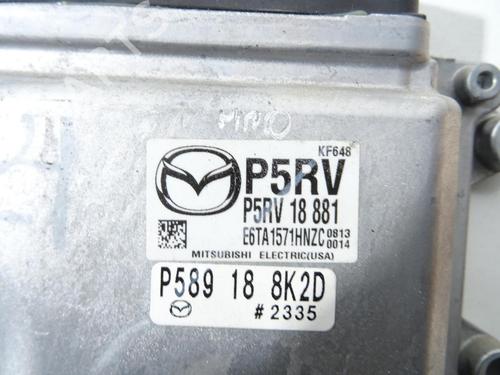 KF648
P5RV
P5RV 18 881
E6TA1571HNZC 0813
0014
MITSUBISHI ELECTRIC(USA)
P589 18 8K2D
#2335